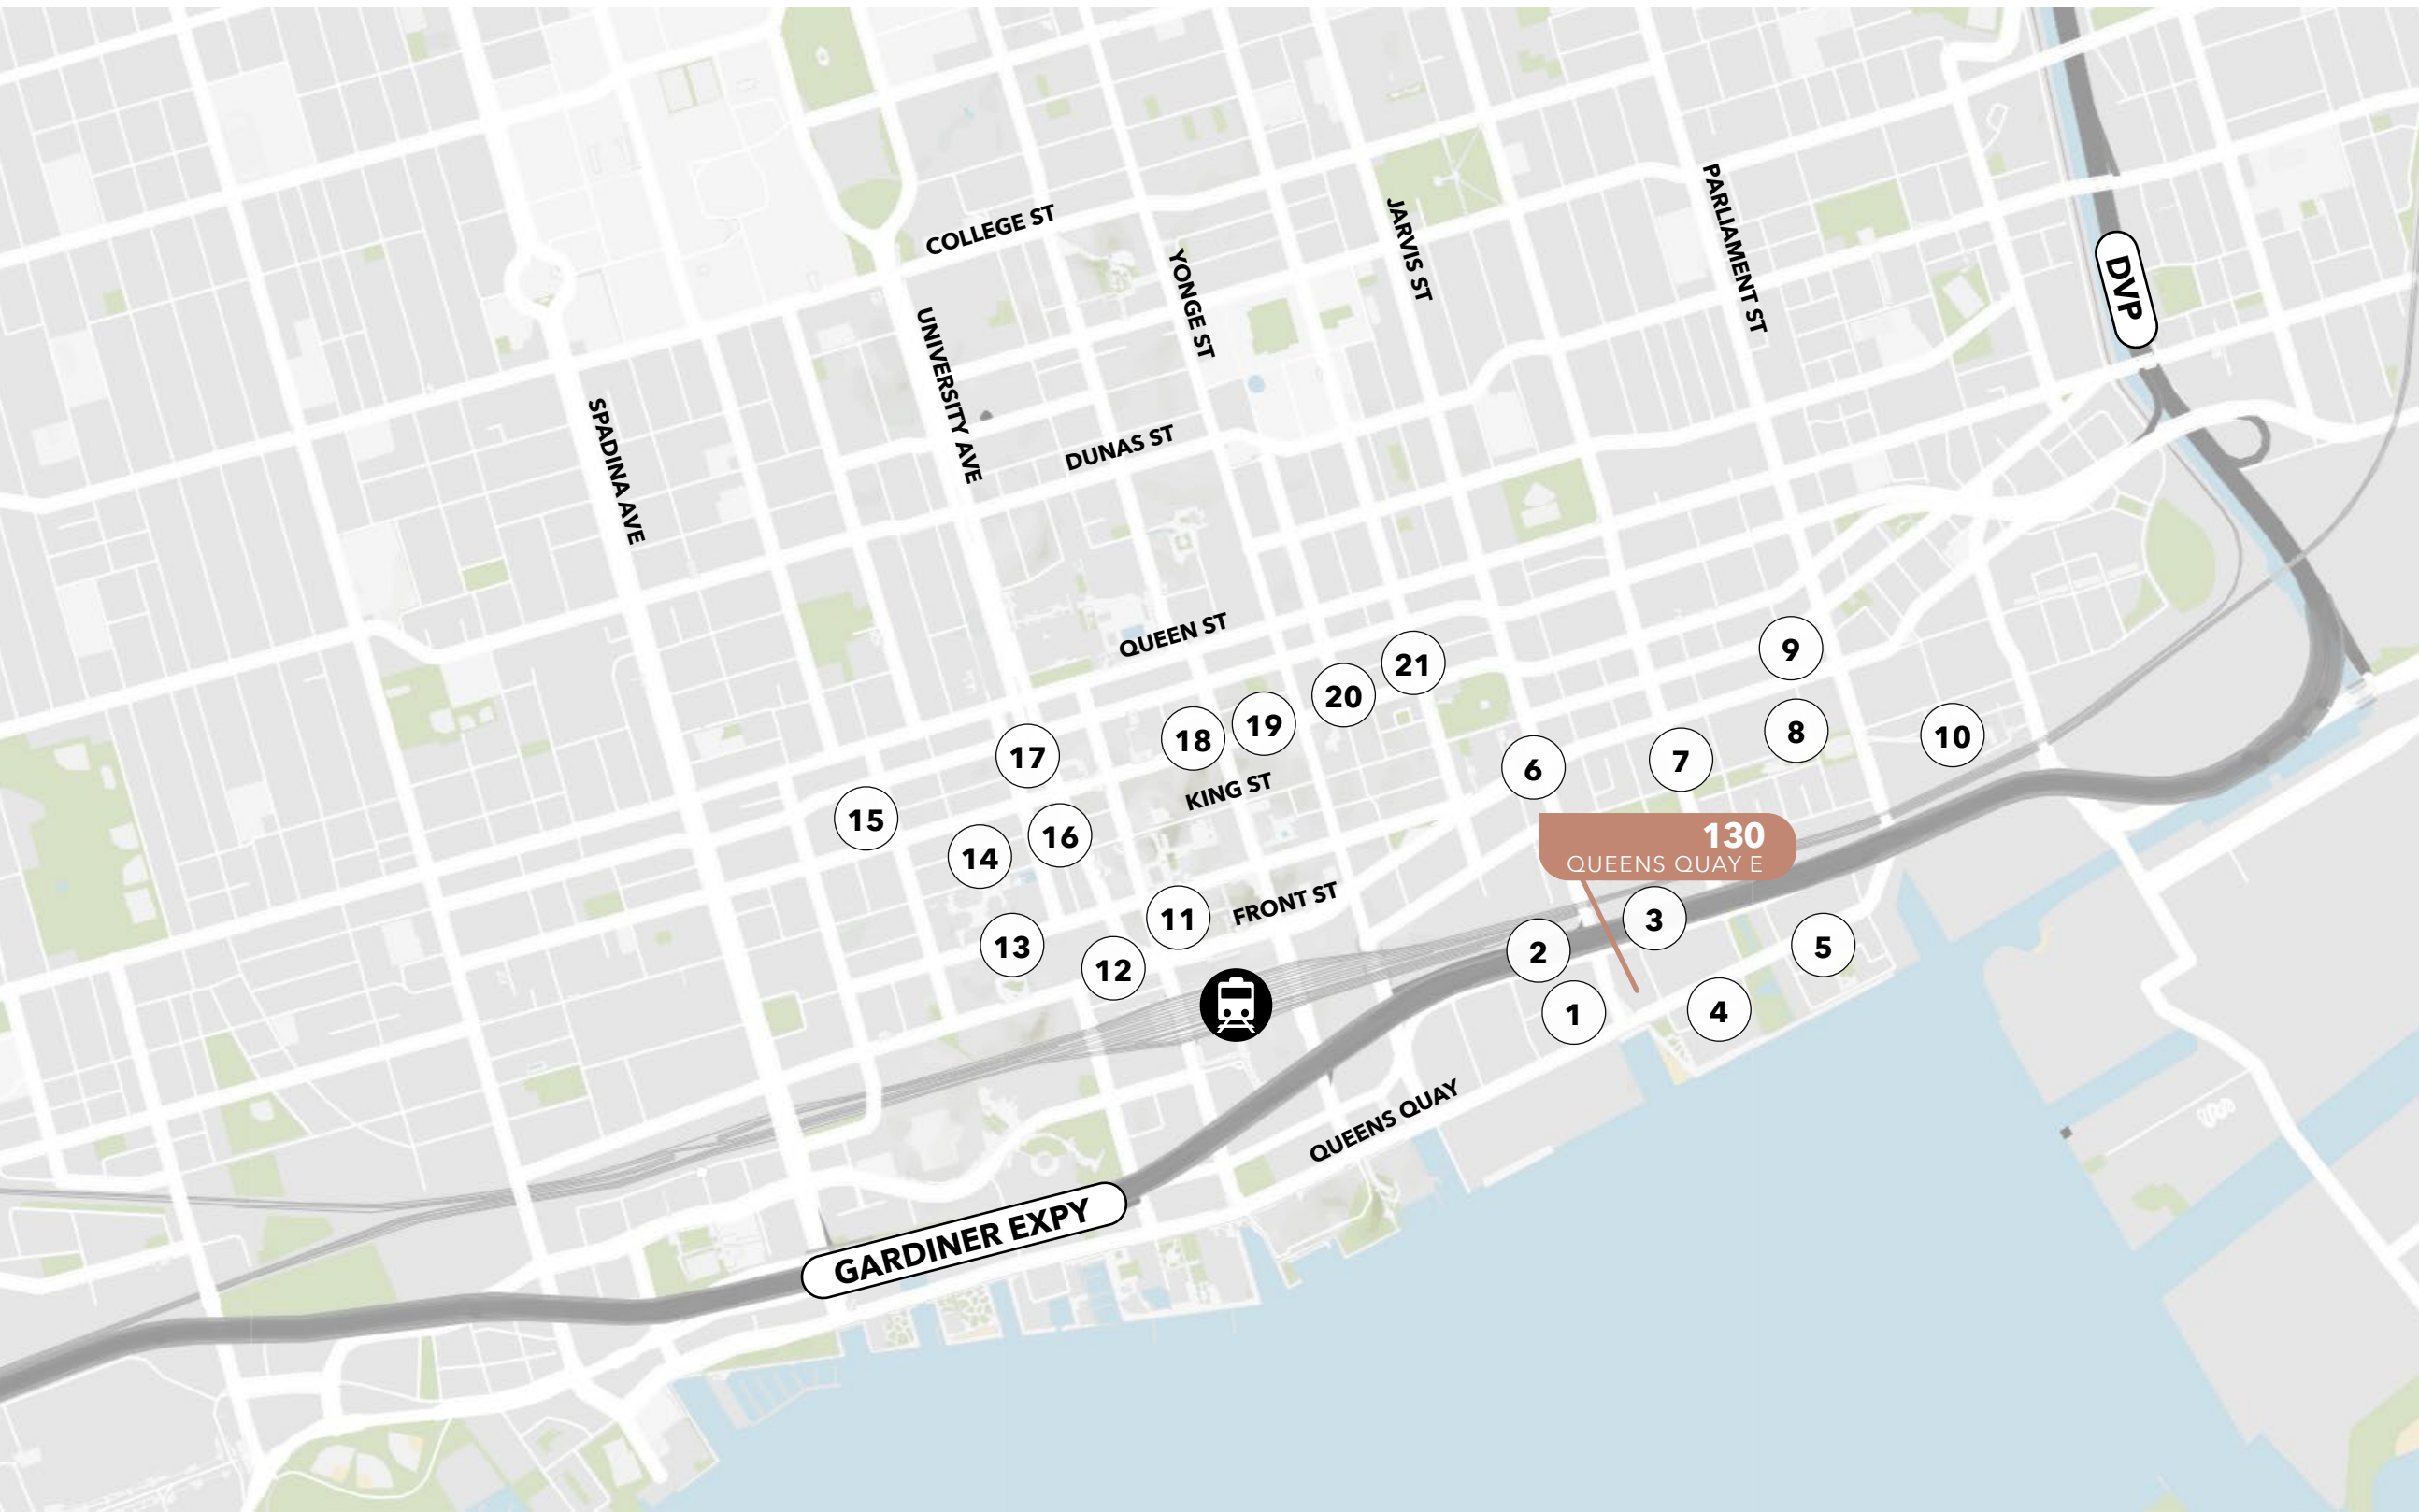 PARLIAMENT ST
JARVIS ST
COLLEGE ST
YONGE ST
DVP
UNIVERSITY AVE
SPADINA AVE
DUNAS ST
QUEEN ST
9
21
20
19
18
17
8
10
7
6
KING ST
15
16
14
130
QUEENS QUAY E
FRONT ST
11
3
13
2
5
12
4
1
QUEENS QUAY
GARDINER EXPY